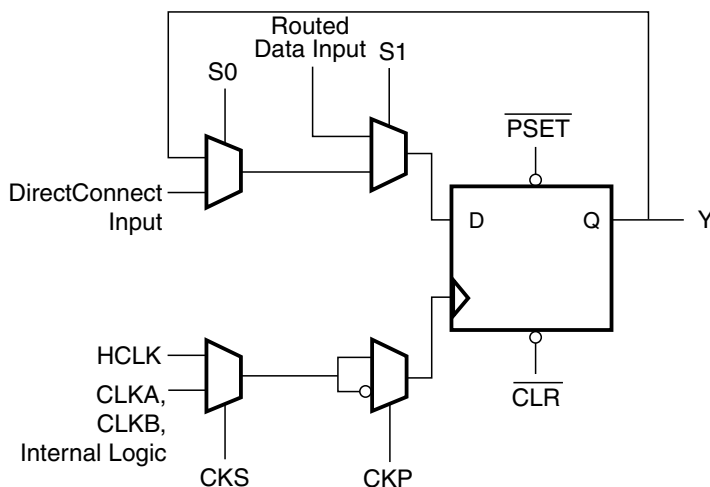 Routed
Data Input
S1
S0
PSET
DirectConnect
Input
D
Q
Y
HCLK
CLKA,
CLKB,
Internal Logic
CLR
CKS
CKP